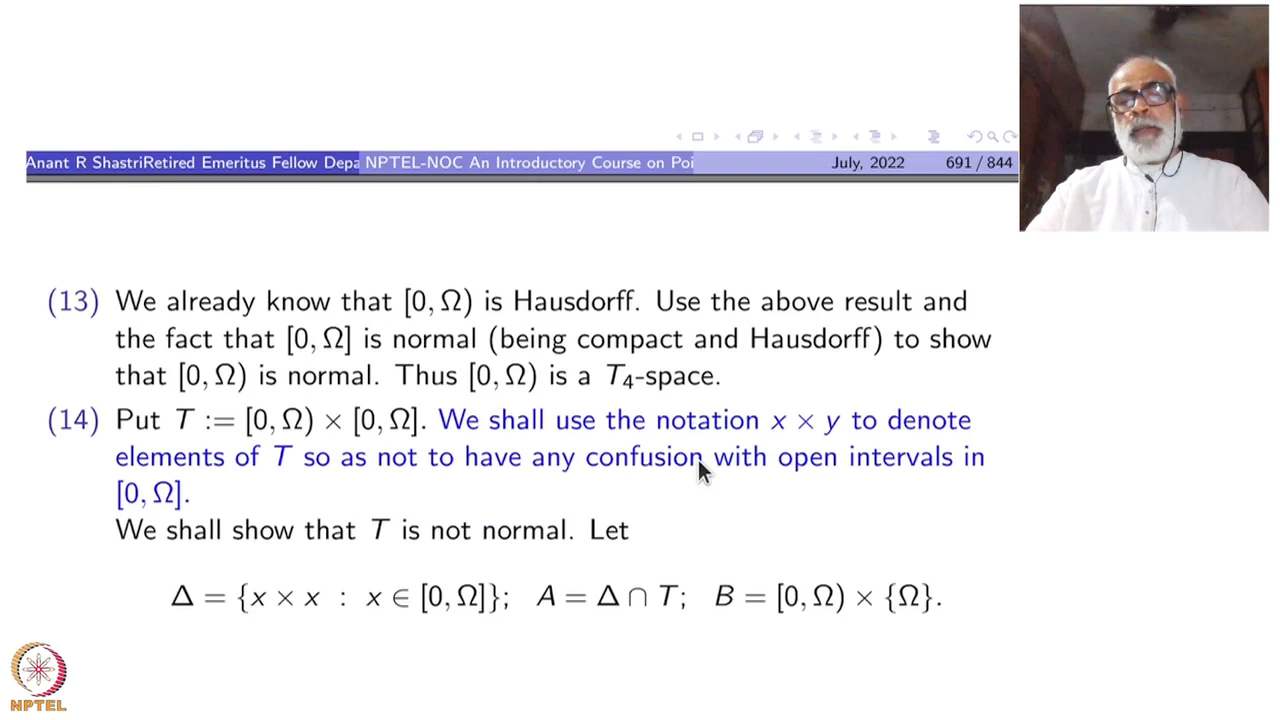 Anant R ShastriRetired Emeritus Fellow Depa NPTEL-NOC An Introductory Course on Poi July, 2022 691 / 844
(13) We already know that [0, Ω) is Hausdorff. Use the above result and
the fact that [0, Ω] is normal (being compact and Hausdorff) to show
that [0, Ω) is normal. Thus [0, Ω) is a T₄-space.
(14) Put T := [0, Ω) × [0, Ω]. We shall use the notation x × y to denote
elements of T so as not to have any confusion with open intervals in
[0, Ω].
We shall show that T is not normal. Let
Δ = {x × x : x ∈ [0, Ω]}; A = Δ ∩ T; B = [0, Ω) × {Ω}.
NPTEL